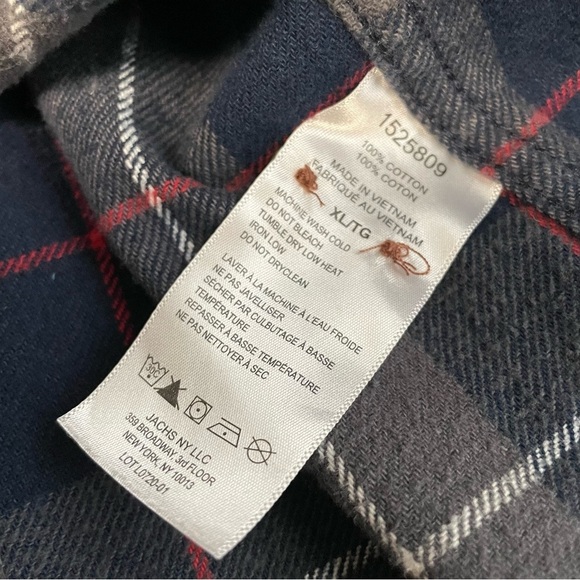 1525809
100% COTTON
100% COTON
MADE IN VIETNAM
FABRIQUÉ AU VIETNAM
XL/TG
MACHINE WASH COLD
DO NOT BLEACH
TUMBLE DRY LOW HEAT
IRON LOW
DO NOT DRYCLEAN
LAVER À LA MACHINE À L'EAU FROIDE
NE PAS JAVELLISER
SÉCHER PAR CULBUTAGE À BASSE
TEMPÉRATURE
REPASSER À BASSE TEMPÉRATURE
NE PAS NETTOYER À SEC
30C
JACHS NY LLC
359 BROADWAY, 3rd FLOOR
NEW YORK, NY 10013
LOT L0720-01